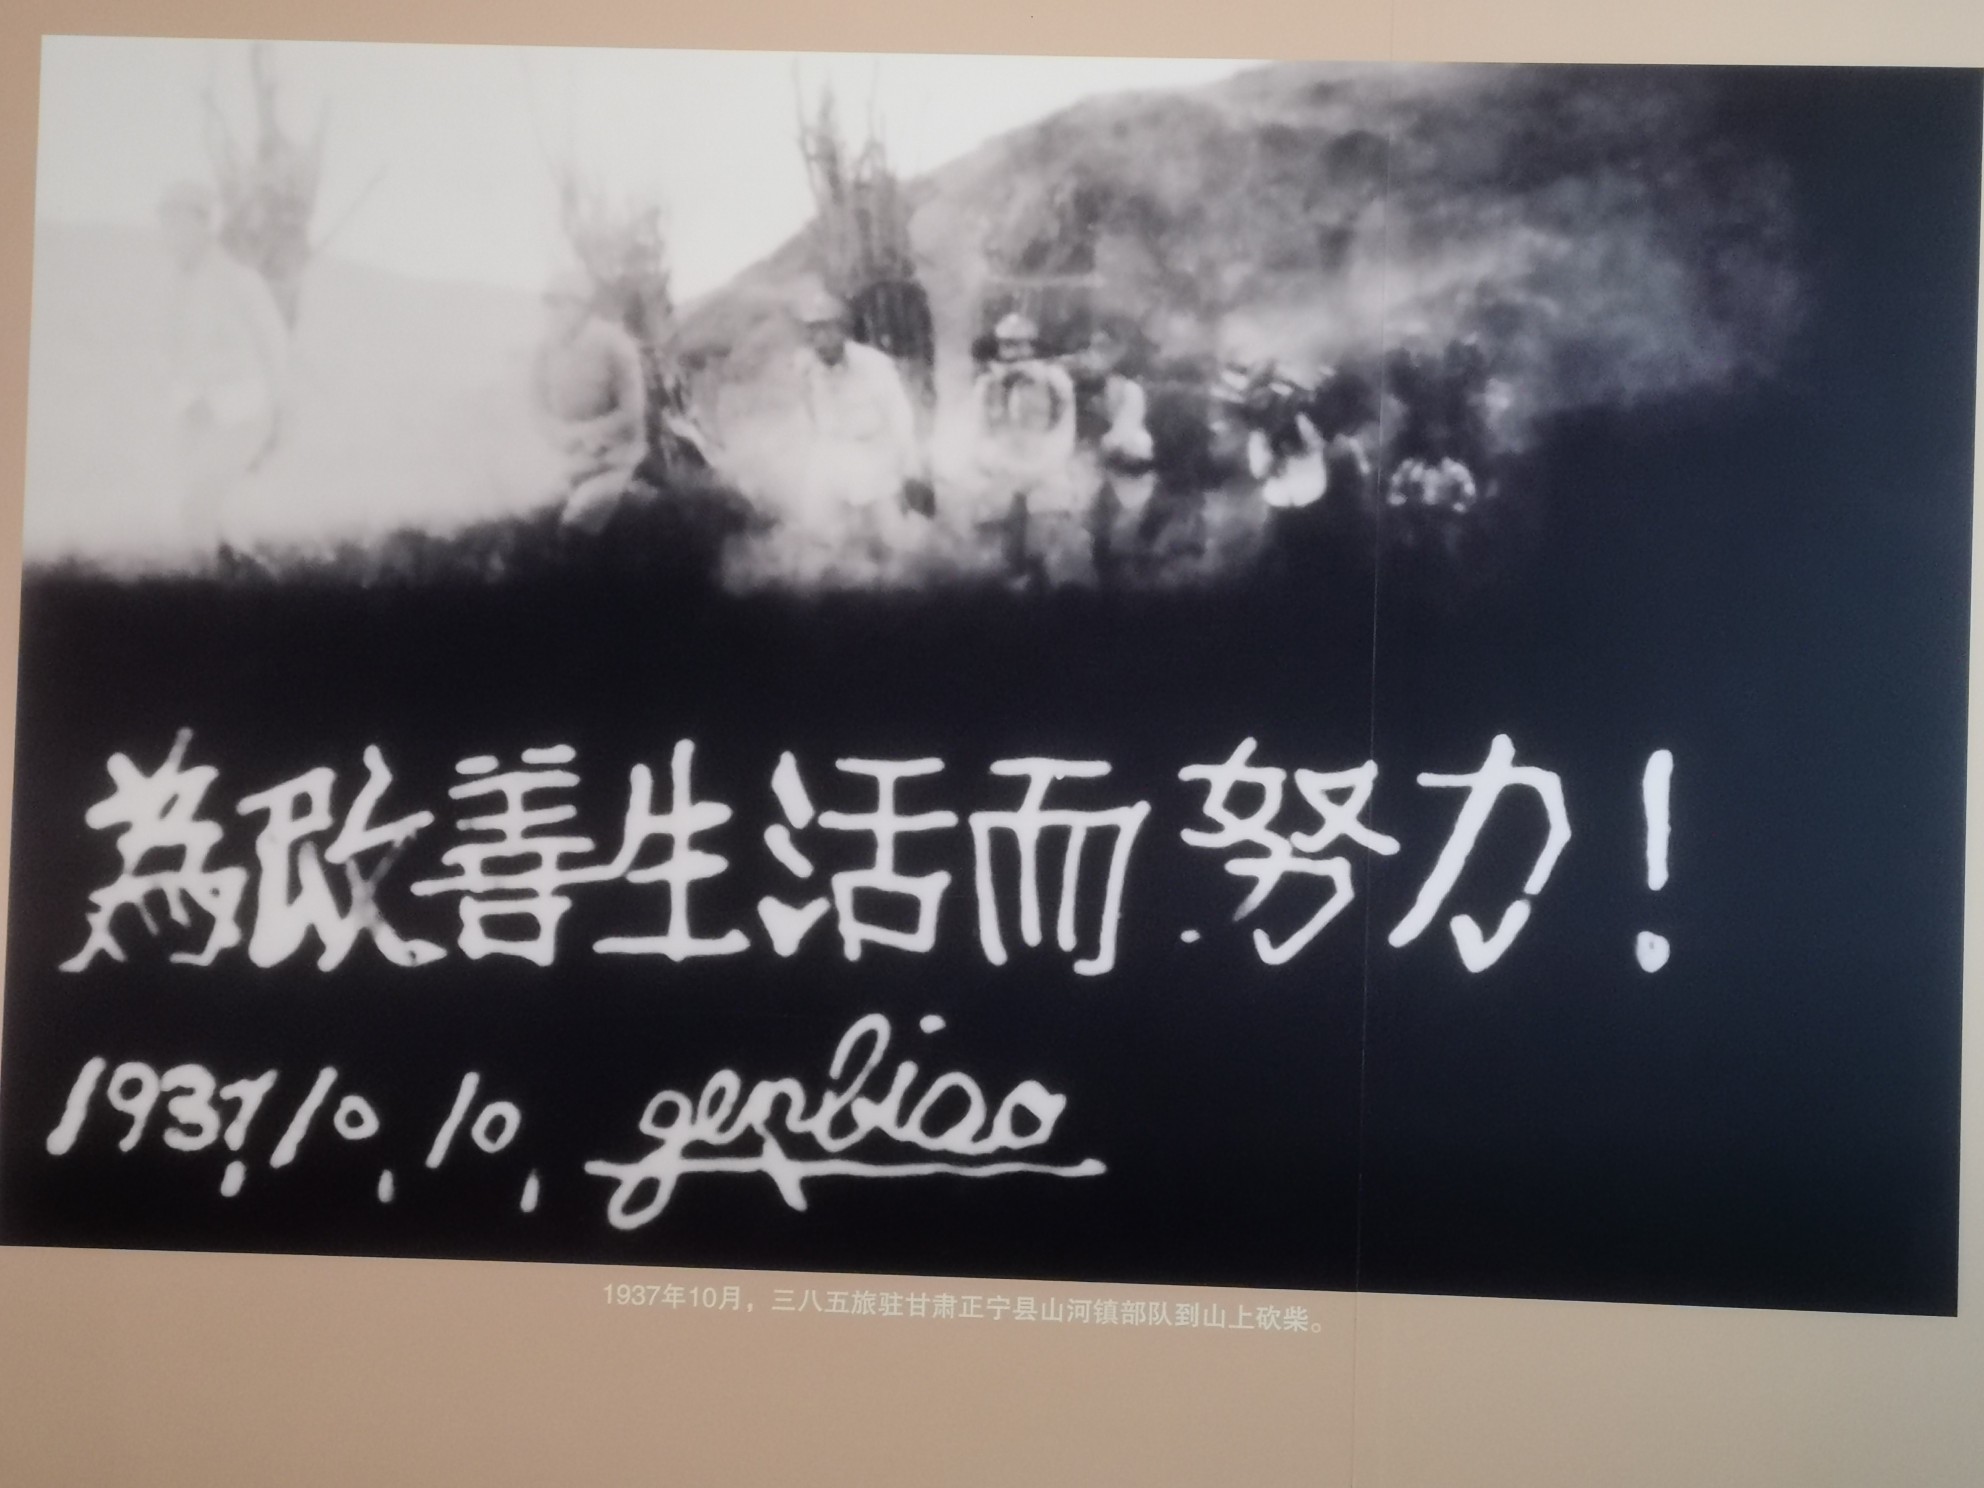 為改善生活而努力！
1937,10,10, genbiao
1937年10月，三八五旅驻甘肃正宁县山河镇部队到山上砍柴。